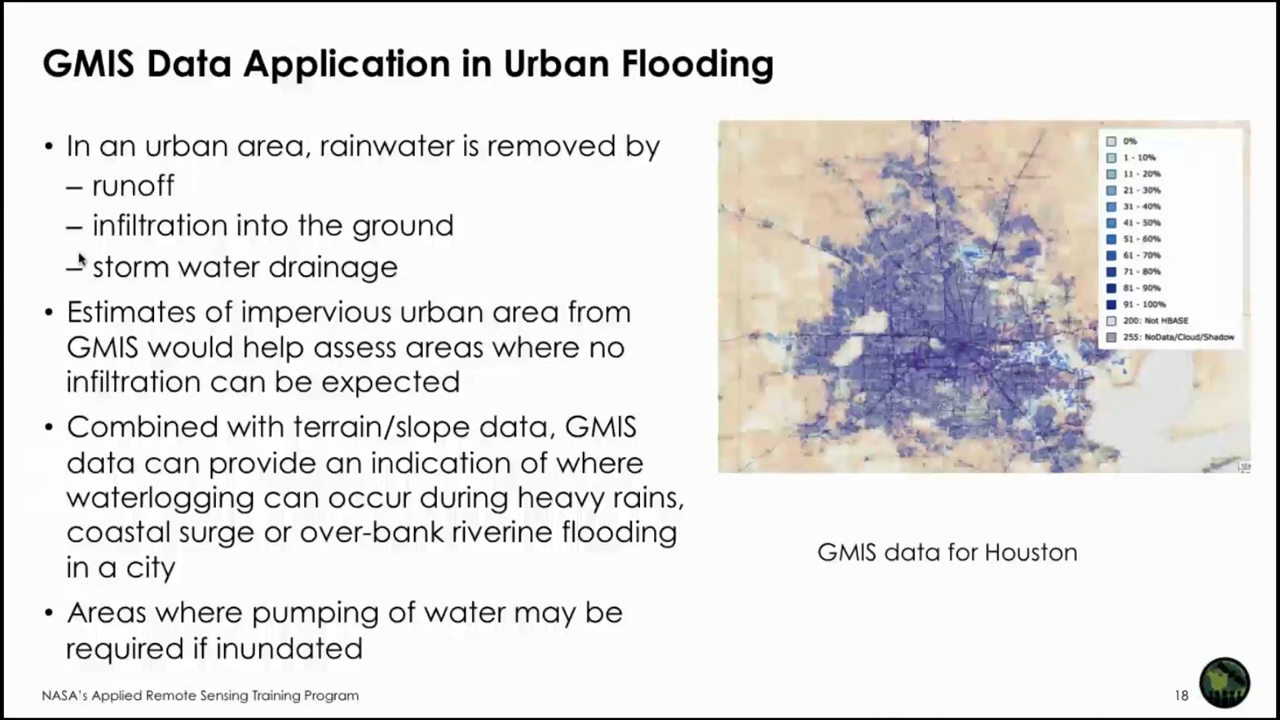 GMIS Data Application in Urban Flooding
• In an urban area, rainwater is removed by
– runoff
– infiltration into the ground
– storm water drainage
• Estimates of impervious urban area from
GMIS would help assess areas where no
infiltration can be expected
• Combined with terrain/slope data, GMIS
data can provide an indication of where
waterlogging can occur during heavy rains,
coastal surge or over-bank riverine flooding
in a city
• Areas where pumping of water may be
required if inundated
0%
1 - 10%
11 - 20%
21 - 30%
31 - 40%
41 - 50%
51 - 60%
61 - 70%
71 - 80%
81 - 90%
91 - 100%
200: Not HBASE
255: NoData/Cloud/Shadow
GMIS data for Houston
NASA's Applied Remote Sensing Training Program
18